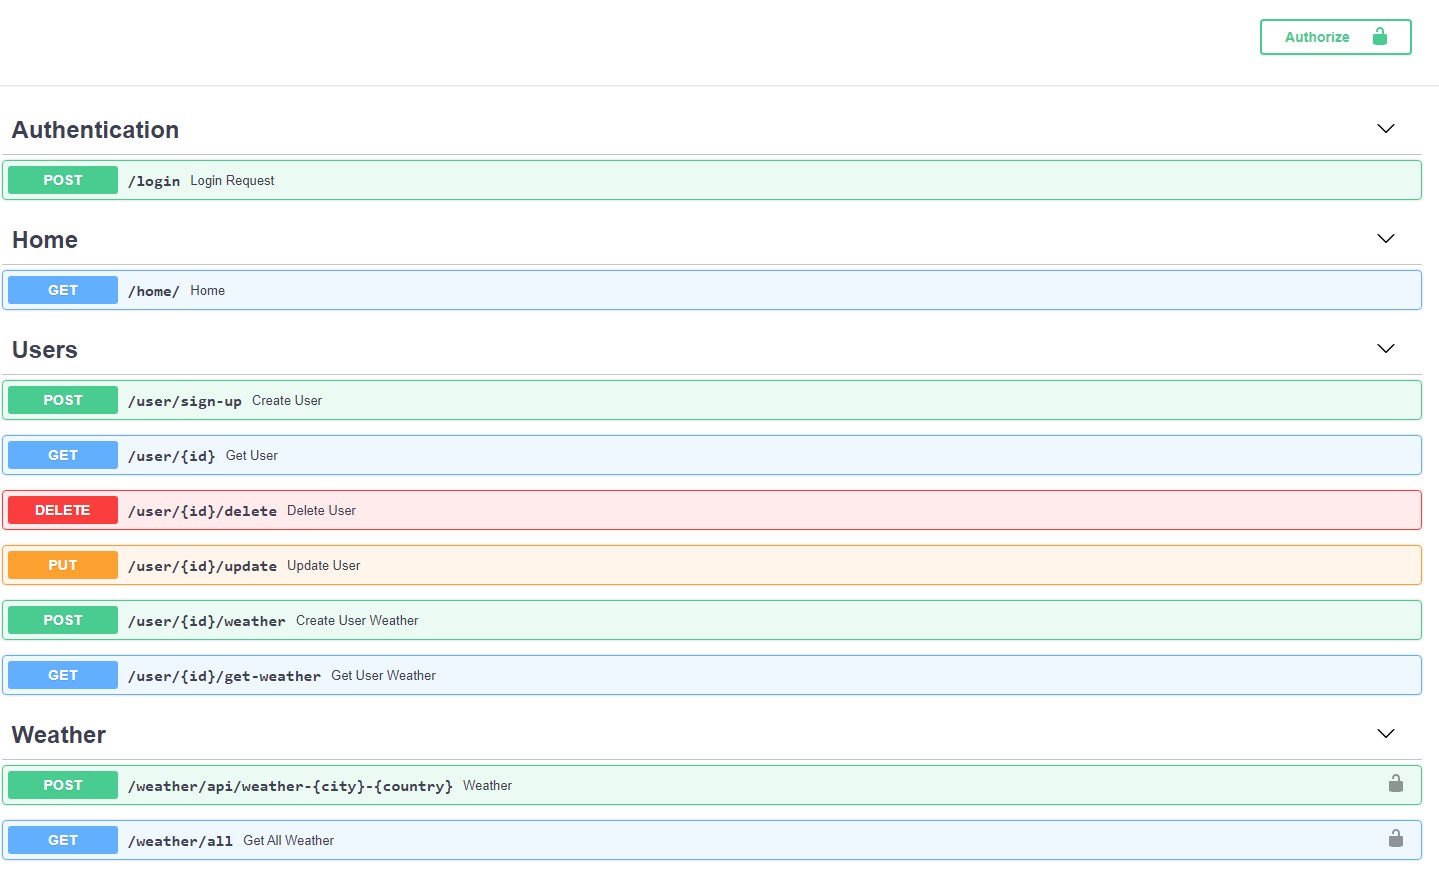 Authorize
Authentication
POST /login Login Request
Home
GET /home/ Home
Users
POST /user/sign-up Create User
GET /user/{id} Get User
DELETE /user/{id}/delete Delete User
PUT /user/{id}/update Update User
POST /user/{id}/weather Create User Weather
GET /user/{id}/get-weather Get User Weather
Weather
POST /weather/api/weather-{city}-{country} Weather
GET /weather/all Get All Weather